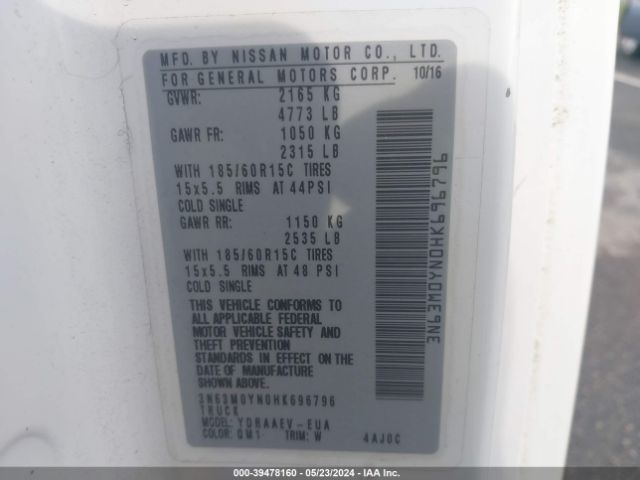 MFD. BY NISSAN MOTOR CO., LTD.
FOR GENERAL MOTORS CORP. 10/16
GVWR: 2165 KG
4773 LB
GAWR FR: 1050 KG
2315 LB
WITH 185/60R15C TIRES
15x5.5 RIMS AT 44PSI
COLD SINGLE
GAWR RR: 1150 KG
2535 LB
WITH 185/60R15C TIRES
15x5.5 RIMS AT 48 PSI
COLD SINGLE
THIS VEHICLE CONFORMS TO
ALL APPLICABLE FEDERAL
MOTOR VEHICLE SAFETY AND
THEFT PREVENTION
STANDARDS IN EFFECT ON THE
DATE OF MANUFACTURE
SHOWN ABOVE.
3N63M0YN0HK696796
TRUCK
MODEL: YDRAAEV-EUA
COLOR: QM1 TRIM: W 4AJ0C
3N63M0YN0HK696796
000-39478160 - 05/23/2024 - IAAI.COM